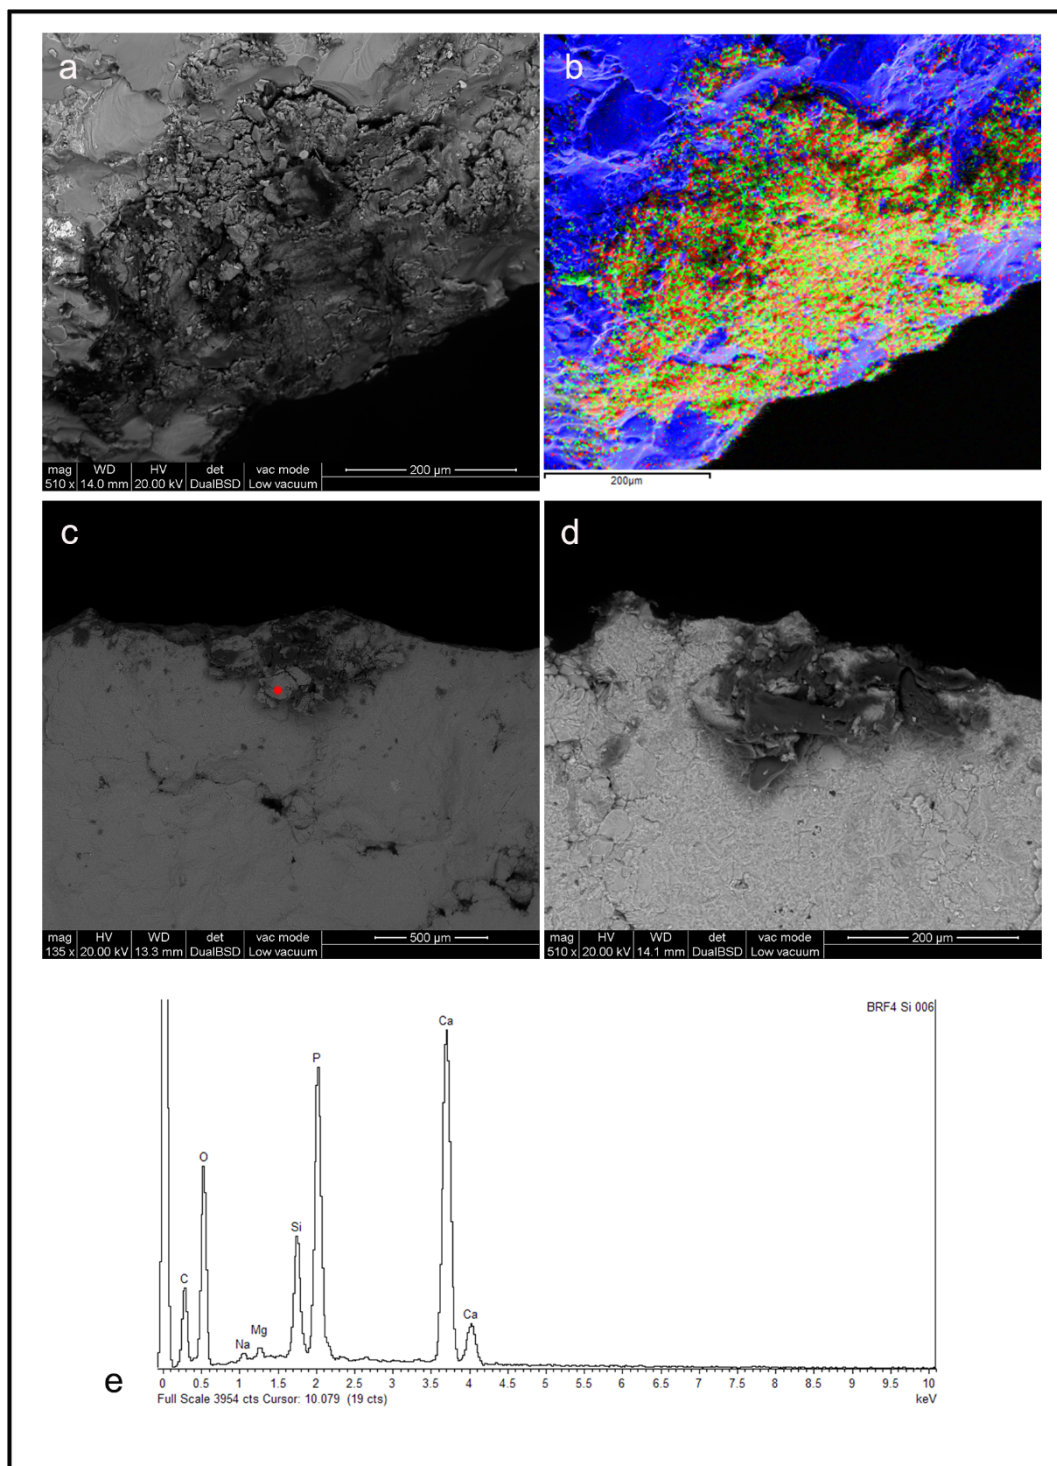 a
b
mag WD HV det vac mode
510 x 14.0 mm 20.00 kV DualBSD Low vacuum 200 µm
200µm
c
d
mag HV WD det vac mode
135 x 20.00 kV 13.3 mm DualBSD Low vacuum 500 µm
mag HV WD det vac mode
510 x 20.00 kV 14.1 mm DualBSD Low vacuum 200 µm
BRF4 Si 006
Ca
P
O
Si
C
Ca
Mg
Na
0 0.5 1 1.5 2 2.5 3 3.5 4 4.5 5 5.5 6 6.5 7 7.5 8 8.5 9 9.5 10
e
Full Scale 3954 cts Cursor: 10.079 (19 cts) keV